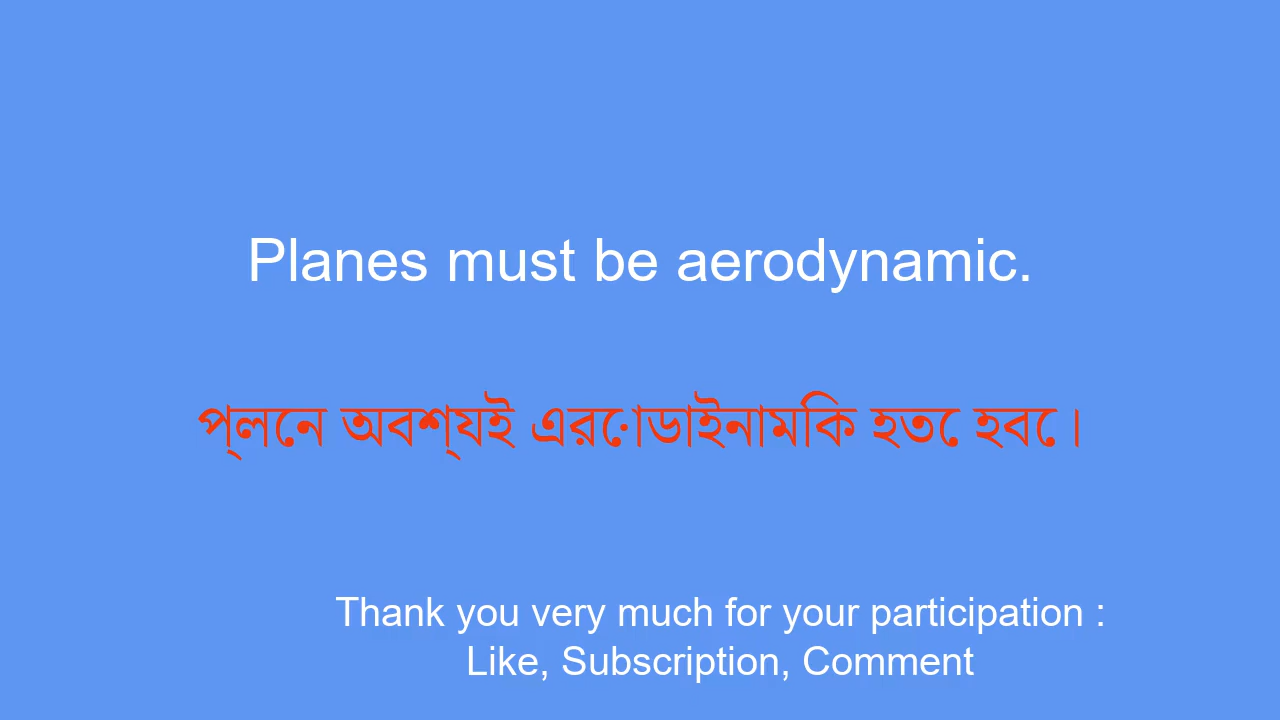 Planes must be aerodynamic.
প্লেন অবশ্যই এরোডাইনামিক হতে হবে।
Thank you very much for your participation :
Like, Subscription, Comment